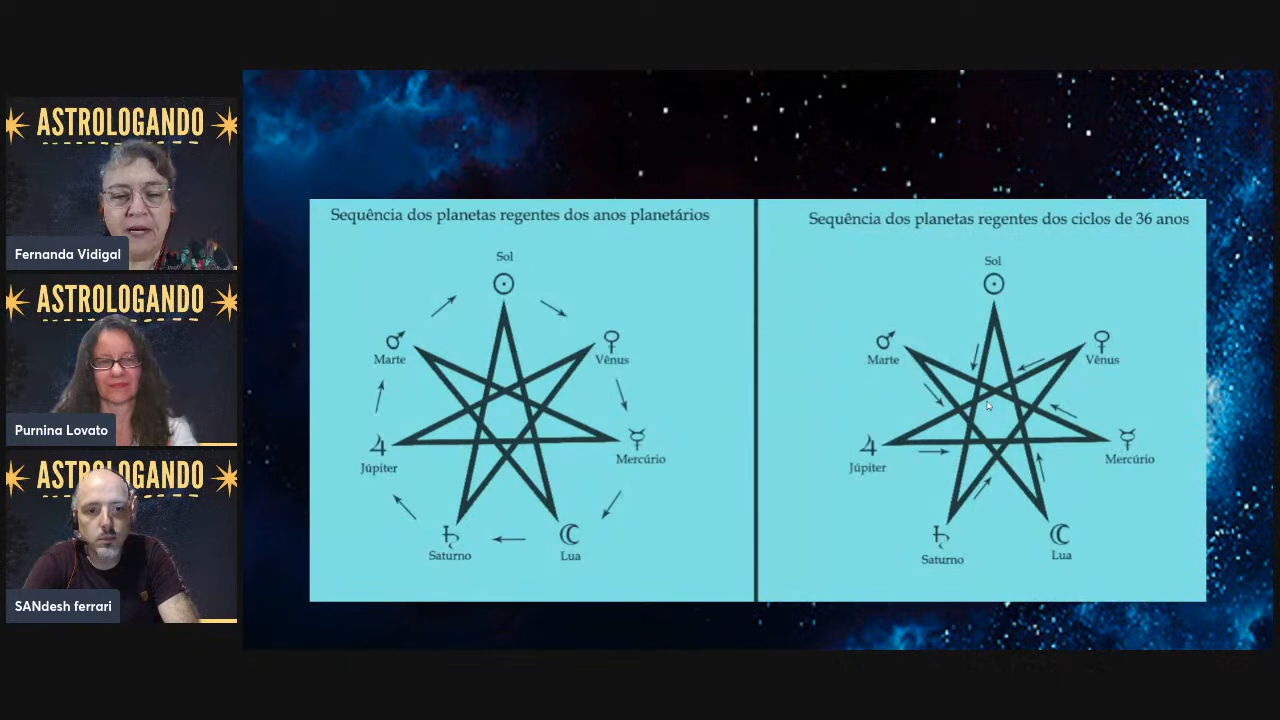 ASTROLOGANDO
Fernanda Vidigal
ASTROLOGANDO
Purnina Lovato
ASTROLOGANDO
SANdesh ferrari
Sequência dos planetas regentes dos anos planetários
Sol
Marte
Vênus
Júpiter
Mercúrio
Saturno
Lua
Sequência dos planetas regentes dos ciclos de 36 anos
Sol
Marte
Vênus
Júpiter
Mercúrio
Saturno
Lua